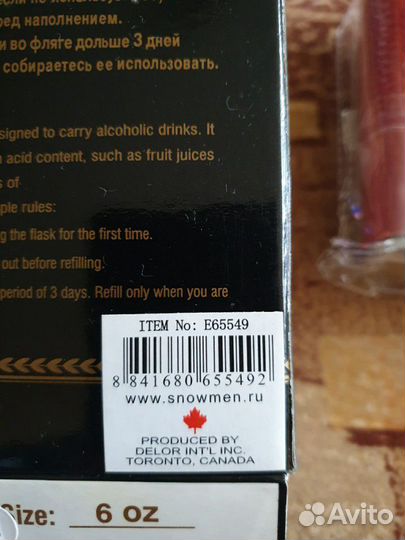 ред наполнением.
и во фляге дольше 3 дней
собираетесь ее использовать.
signed to carry alcoholic drinks. It
acid content, such as fruit juices
s of
ple rules:
ng the flask for the first time.
out before refilling.
period of 3 days. Refill only when you are
ITEM No: E65549
8 841680 655492
www.snowmen.ru
PRODUCED BY
DELOR INT'L INC.
TORONTO, CANADA
Size: 6 oz
Avito